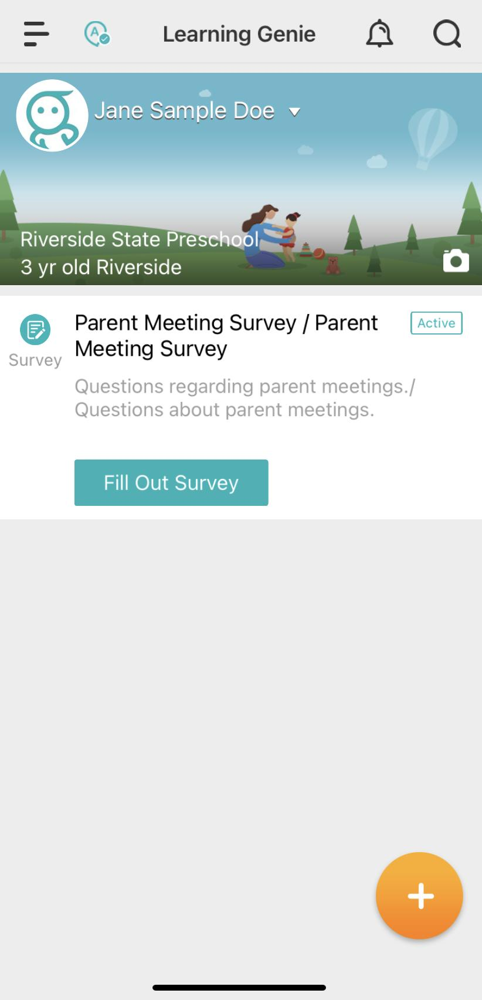 Learning Genie
Jane Sample Doe
Riverside State Preschool
3 yr old Riverside
Parent Meeting Survey / Parent
Meeting Survey
Active
Survey
Questions regarding parent meetings./
Questions about parent meetings.
Fill Out Survey